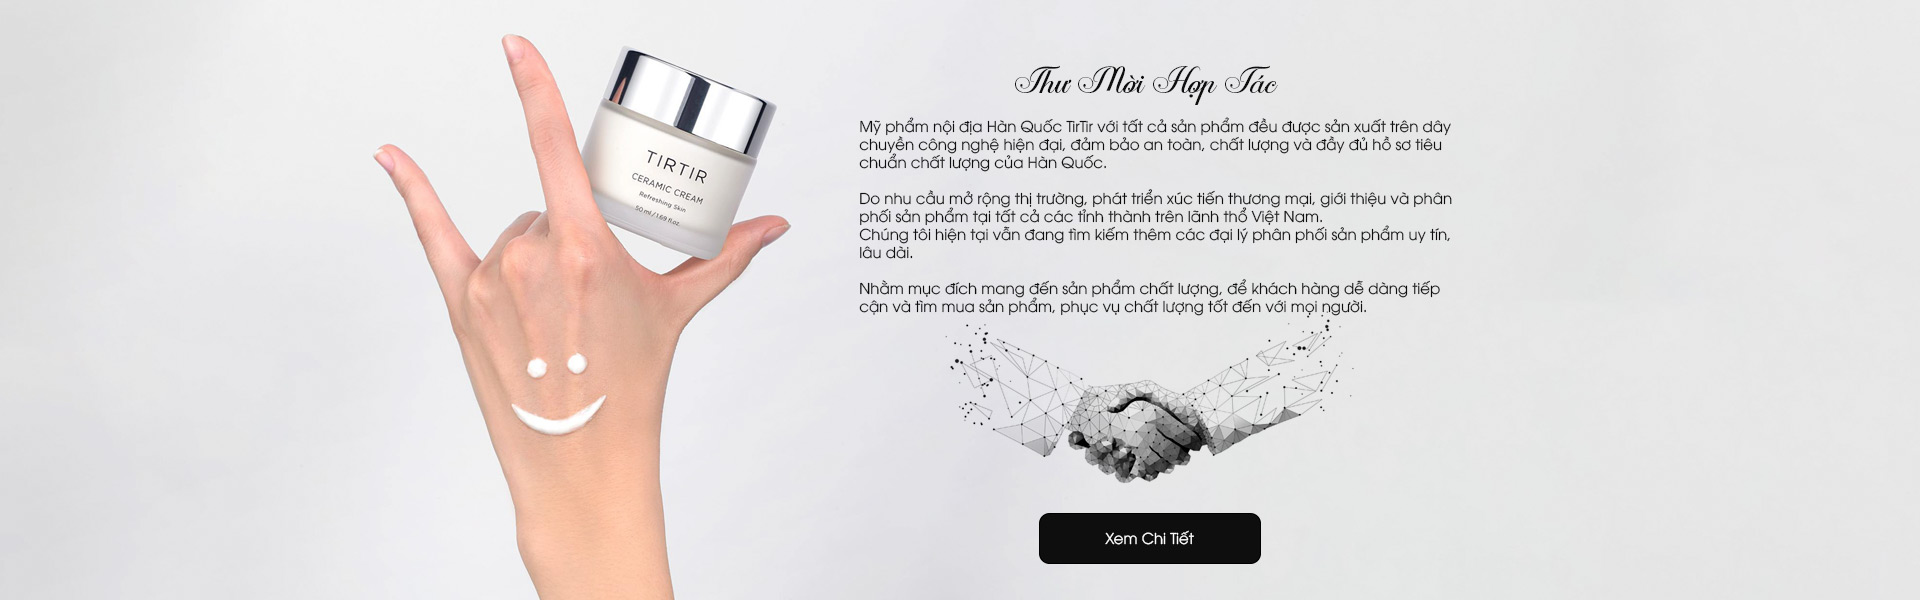 TIRTIR
CERAMIC CREAM
Refreshing Skin
50 ml / 1.69 fl.oz.
Thư Mời Hợp Tác
Mỹ phẩm nội địa Hàn Quốc TirTir với tất cả sản phẩm đều được sản xuất trên dây
chuyền công nghệ hiện đại, đảm bảo an toàn, chất lượng và đầy đủ hồ sơ tiêu
chuẩn chất lượng của Hàn Quốc.
Do nhu cầu mở rộng thị trường, phát triển xúc tiến thương mại, giới thiệu và phân
phối sản phẩm tại tất cả các tỉnh thành trên lãnh thổ Việt Nam.
Chúng tôi hiện tại vẫn đang tìm kiếm thêm các đại lý phân phối sản phẩm uy tín,
lâu dài.
Nhằm mục đích mang đến sản phẩm chất lượng, để khách hàng dễ dàng tiếp
cận và tìm mua sản phẩm, phục vụ chất lượng tốt đến với mọi người.
Xem Chi Tiết